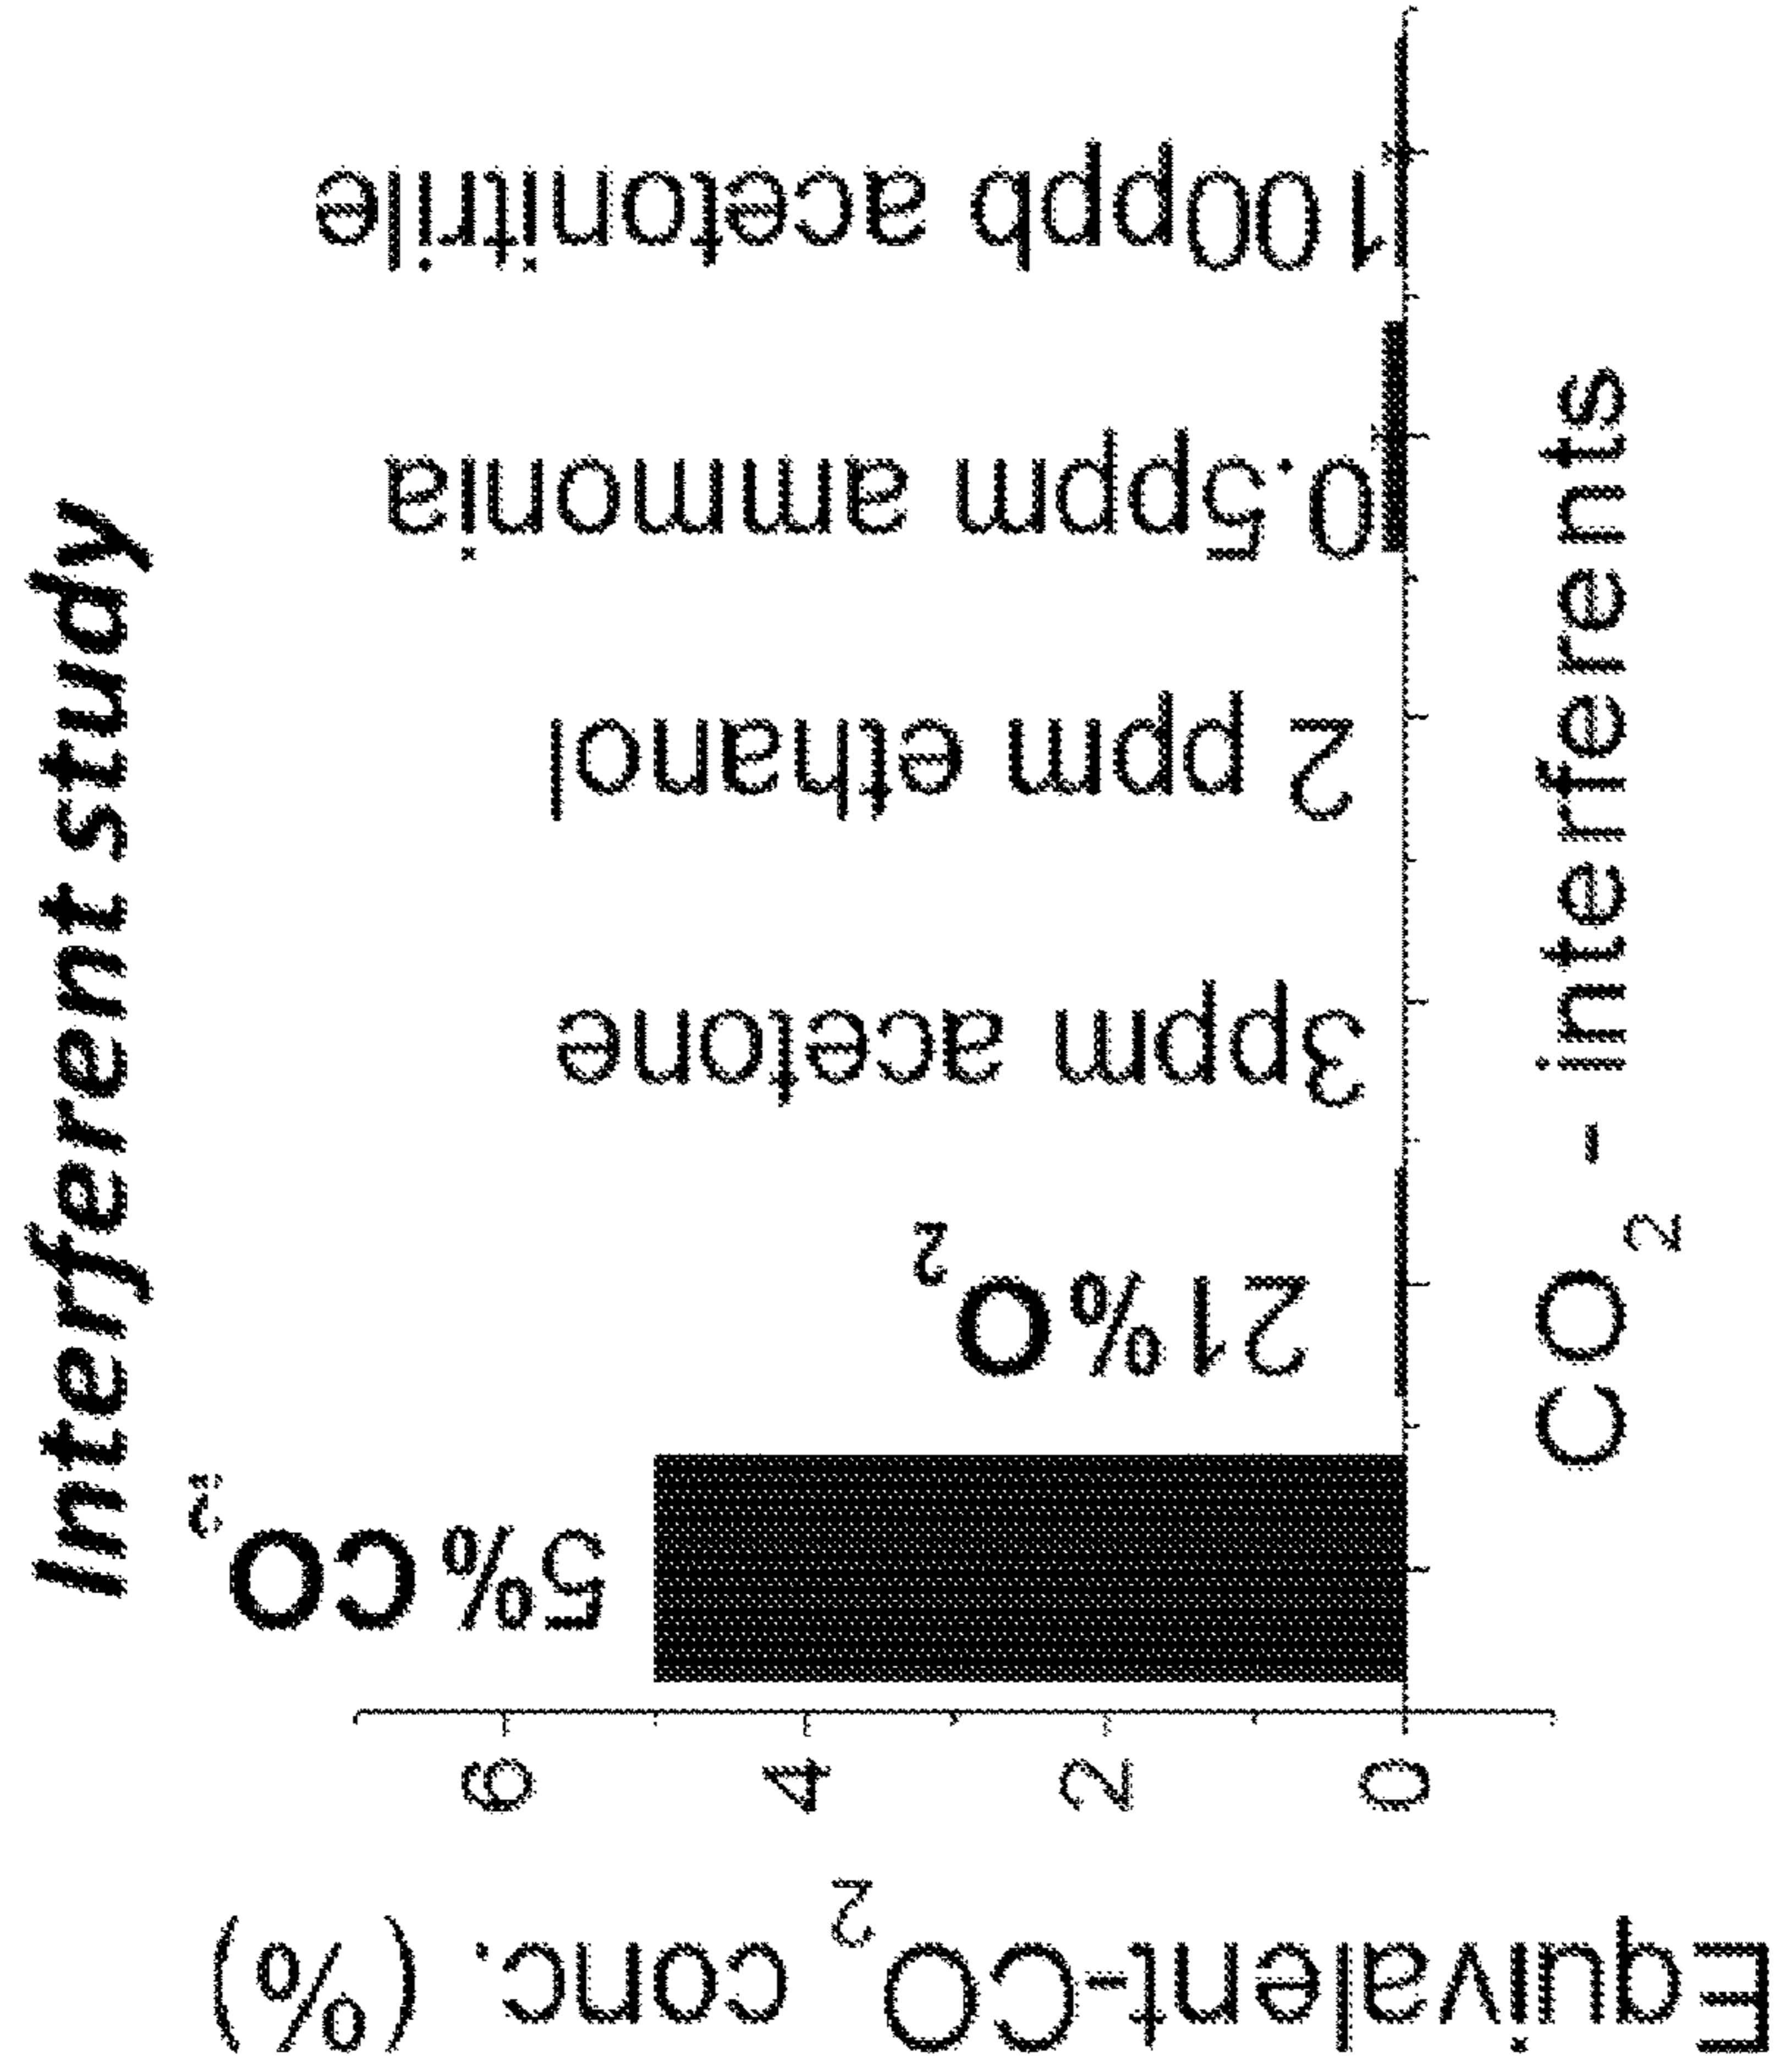 Interferent study
Equivalent-CO₂ conc. (%)
6
4
2
0
5% CO₂
21%O₂
3ppm acetone
2 ppm ethanol
0.5ppm ammonia
100ppb acetonitrile
CO₂ - interferents